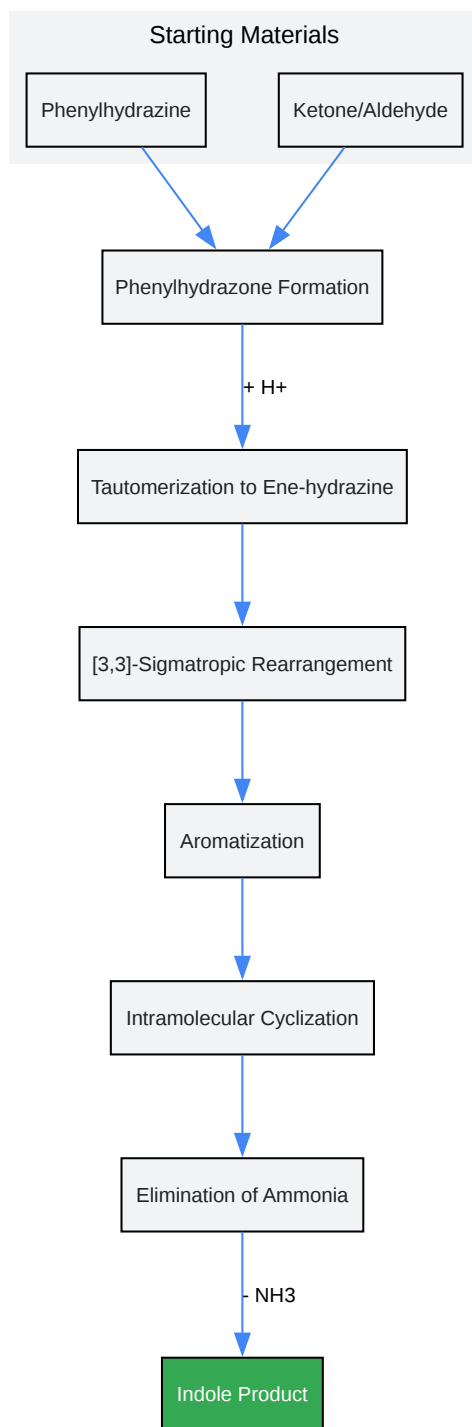 Starting Materials
Phenylhydrazine
Ketone/Aldehyde
Phenylhydrazone Formation
+ H+
Tautomerization to Ene-hydrazine
[3,3]-Sigmatropic Rearrangement
Aromatization
Intramolecular Cyclization
Elimination of Ammonia
- NH3
Indole Product